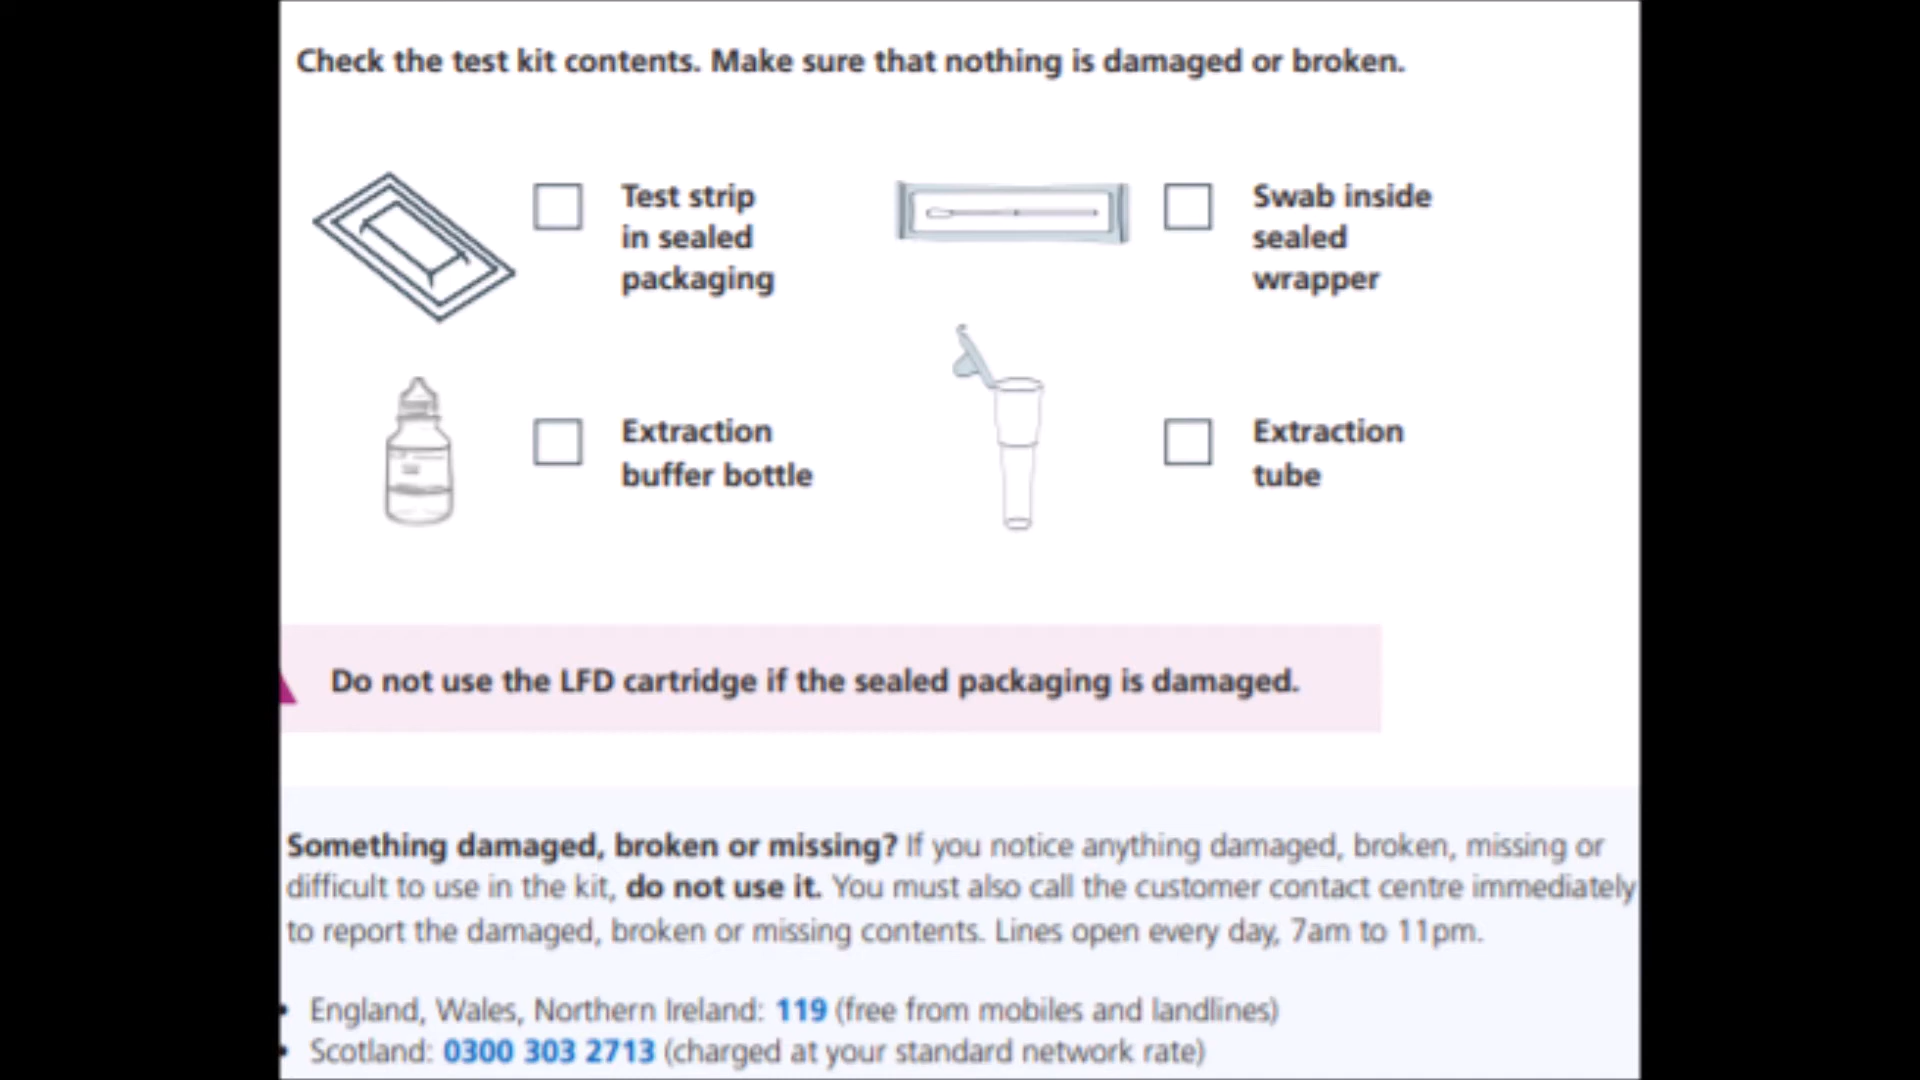 Check the test kit contents. Make sure that nothing is damaged or broken.
Test strip
in sealed
packaging
Swab inside
sealed
wrapper
Extraction
buffer bottle
Extraction
tube
Do not use the LFD cartridge if the sealed packaging is damaged.
Something damaged, broken or missing? If you notice anything damaged, broken, missing or
difficult to use in the kit, do not use it. You must also call the customer contact centre immediately
to report the damaged, broken or missing contents. Lines open every day, 7am to 11pm.
• England, Wales, Northern Ireland: 119 (free from mobiles and landlines)
• Scotland: 0300 303 2713 (charged at your standard network rate)